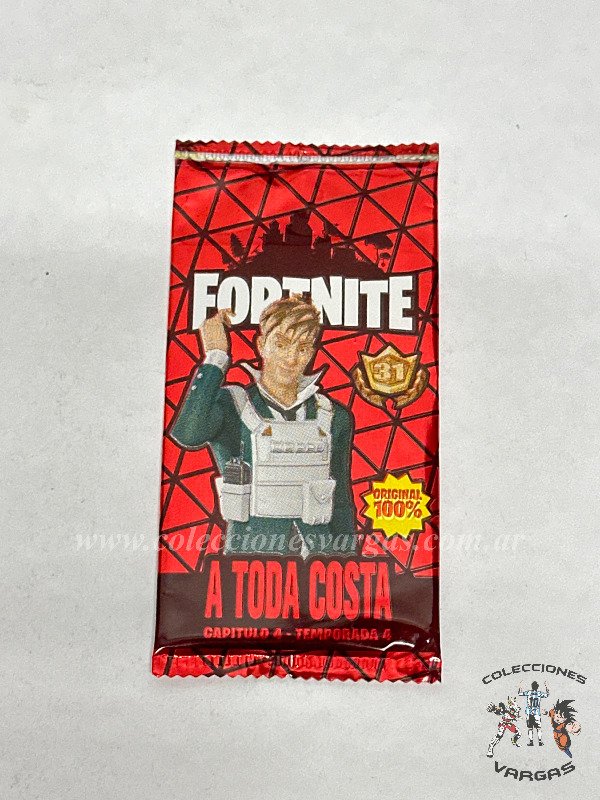 FORTNITE
31
ORIGINAL
100%
www.coleccionesvargas.com.ar
A TODA COSTA
CAPITULO 4 - TEMPORADA 4
COLECCIONES
VARGAS